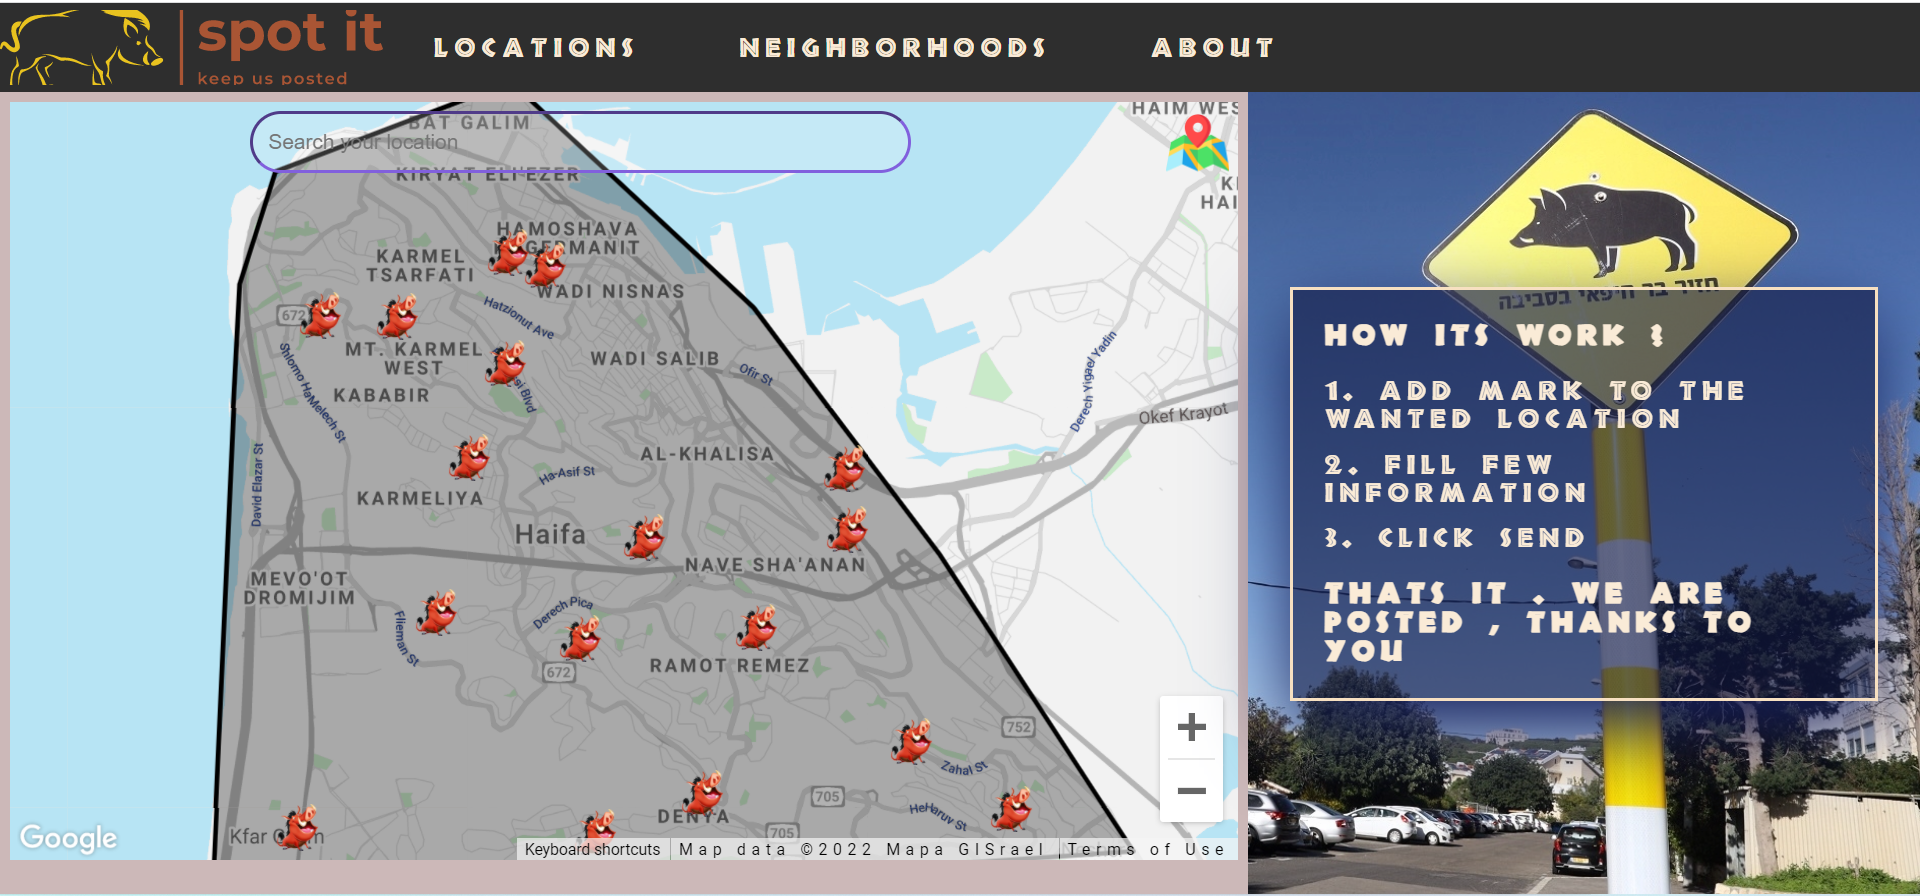 spot it
keep us posted
LOCATIONS
NEIGHBORHOODS
ABOUT
Search your location
BAT GALIM
KIRYAT ELI'EZER
HAMOSHAVA
GERMANIT
KARMEL
TSARFATI
WADI NISNAS
Hatzionut Ave
672
MT. KARMEL
WEST
WADI SALIB
Ofir St
KABABIR
Shlomo HaMelech St
Blvd
AL-KHALISA
Ha-Asif St
David Elazar St
KARMELIYA
Haifa
NAVE SHA'ANAN
MEVO'OT
DROMIJIM
Derech Pica
Flieman St
672
RAMOT REMEZ
752
Zahal St
705
HeHaruv St
DENYA
705
Kfar
HAIM WES
K
HAI
Derech Yigael Yadin
Okef Krayot
Google
Keyboard shortcuts
Map data ©2022 Mapa GISrael
Terms of Use
חזיר בר חיפאי בסביבה
HOW ITS WORK ?
1. ADD MARK TO THE
WANTED LOCATION
2. FILL FEW
INFORMATION
3. CLICK SEND
THATS IT . WE ARE
POSTED , THANKS TO
YOU